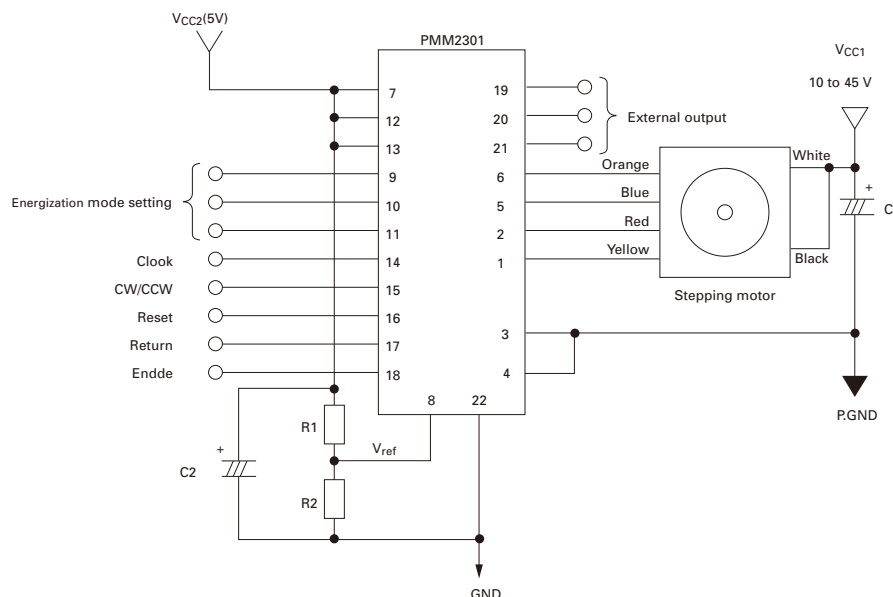 VCC2(5V)
PMM2301
VCC1
10 to 45 V
7
12
13
9
10
11
14
15
16
17
18
8
22
19
20
21
6
5
2
1
3
4
External output
Energization mode setting
Clook
CW/CCW
Reset
Return
Endde
Orange
Blue
Red
Yellow
White
Black
Stepping motor
+
C
P.GND
R1
Vref
+
C2
R2
GND